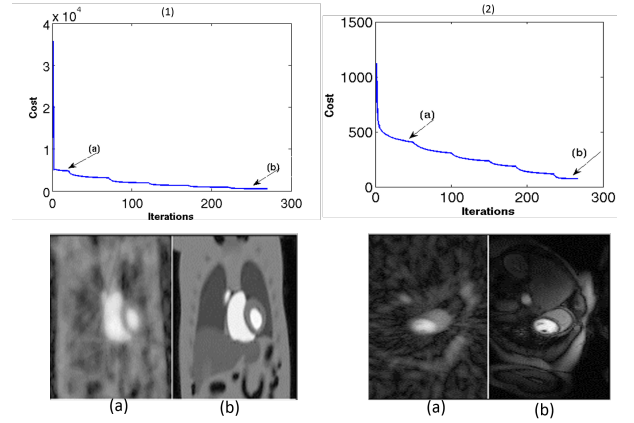 (1)
4 x 10^4
3
2
1
0
0 100 200 300
Cost
Iterations
(a)
(b)
(2)
1500
1000
500
0
0 100 200 300
Cost
Iterations
(a)
(b)
(a) (b)
(a) (b)